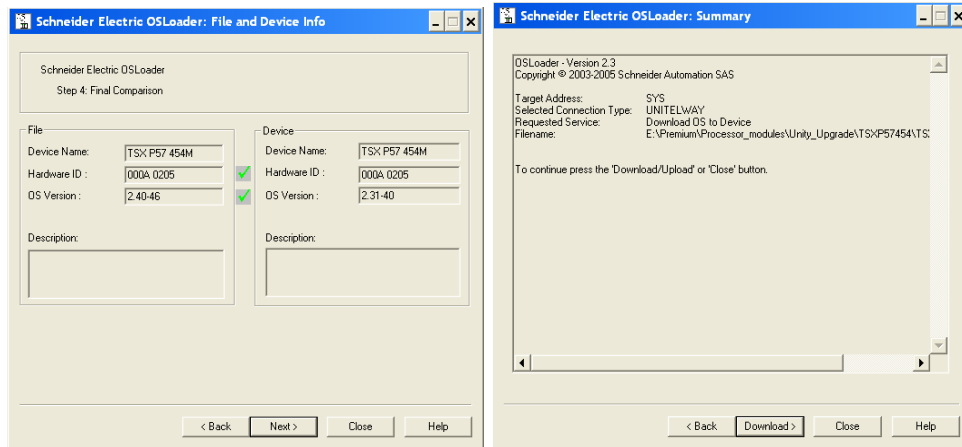 Schneider Electric OSLoader: File and Device Info
Schneider Electric OSLoader
Step 4: Final Comparison
File
Device Name: TSX P57 454M
Hardware ID : 000A 0205
OS Version : 2.40-46
Description:
Device
Device Name: TSX P57 454M
Hardware ID : 000A 0205
OS Version : 2.31-40
Description:
< Back Next > Close Help
Schneider Electric OSLoader: Summary
OSLoader - Version 2.3
Copyright © 2003-2005 Schneider Automation SAS
Target Address: SYS
Selected Connection Type: UNITELWAY
Requested Service: Download OS to Device
Filename: E:\Premium\Processor_modules\Unity_Upgrade\TSXP57454\TS
To continue press the 'Download/Upload' or 'Close' button.
< Back Download > Close Help